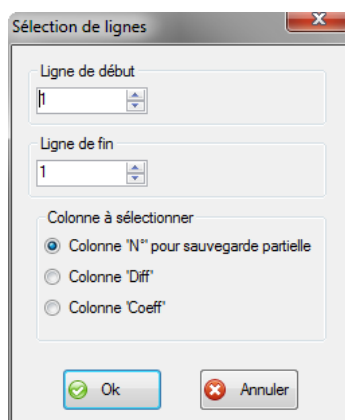 Sélection de lignes
Ligne de début
1
Ligne de fin
1
Colonne à sélectionner
Colonne 'N°' pour sauvegarde partielle
Colonne 'Diff'
Colonne 'Coeff'
Ok
Annuler